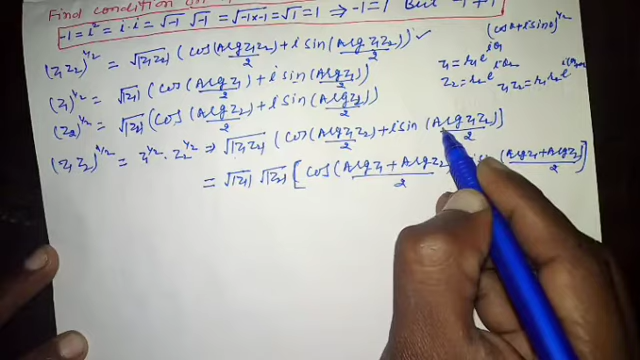 Find condition
-1 = i² = i·i = √-1 √-1 = √(-1×-1) = √1 = 1 ⇒ -1 = 1 But -1 ≠ 1
(z₁z₂)^(1/2) = √|z₁z₂| (cos(Arg z₁z₂)/2 + i sin(Arg z₁z₂)/2) ✓
(z₁)^(1/2) = √|z₁| (cos(Arg z₁)/2 + i sin(Arg z₁)/2)
(z₂)^(1/2) = √|z₂| (cos(Arg z₂)/2 + i sin(Arg z₂)/2)
(z₁z₂)^(1/2) = z₁^(1/2) · z₂^(1/2) ⇒ √|z₁z₂| (cos(Arg z₁z₂)/2 + i sin(Arg z₁z₂)/2]
= √|z₁| √|z₂| [cos(Arg z₁ + Arg z₂)/2 (Arg z₁ + Arg z₂)/2]
(cosθ + i sinθ)^(1/2)
z₁ = r₁e^(iθ₁)
z₂ = r₂e^(iθ₂)
z₁z₂ = r₁r₂e